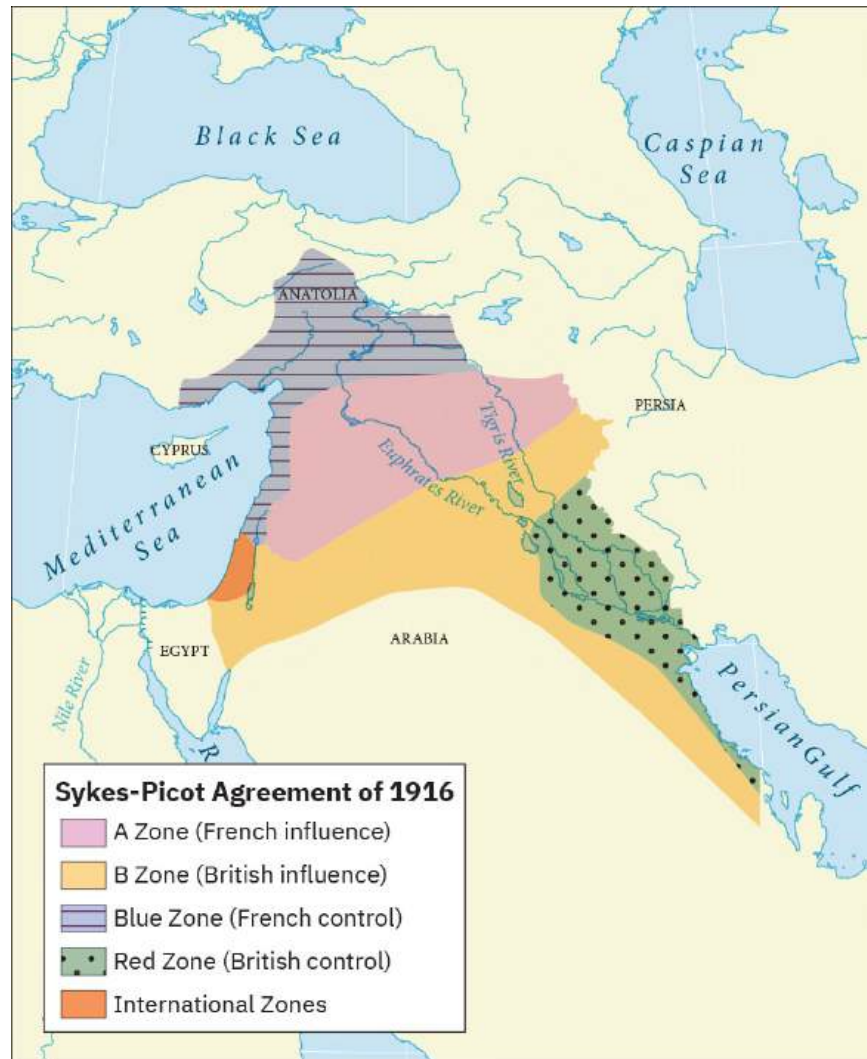 Black Sea
Caspian
Sea
ANATOLIA
PERSIA
Tigris River
CYPRUS
Euphrates River
Mediterranean
Sea
EGYPT
ARABIA
Nile River
Persian Gulf
R
Sykes-Picot Agreement of 1916
A Zone (French influence)
B Zone (British influence)
Blue Zone (French control)
Red Zone (British control)
International Zones